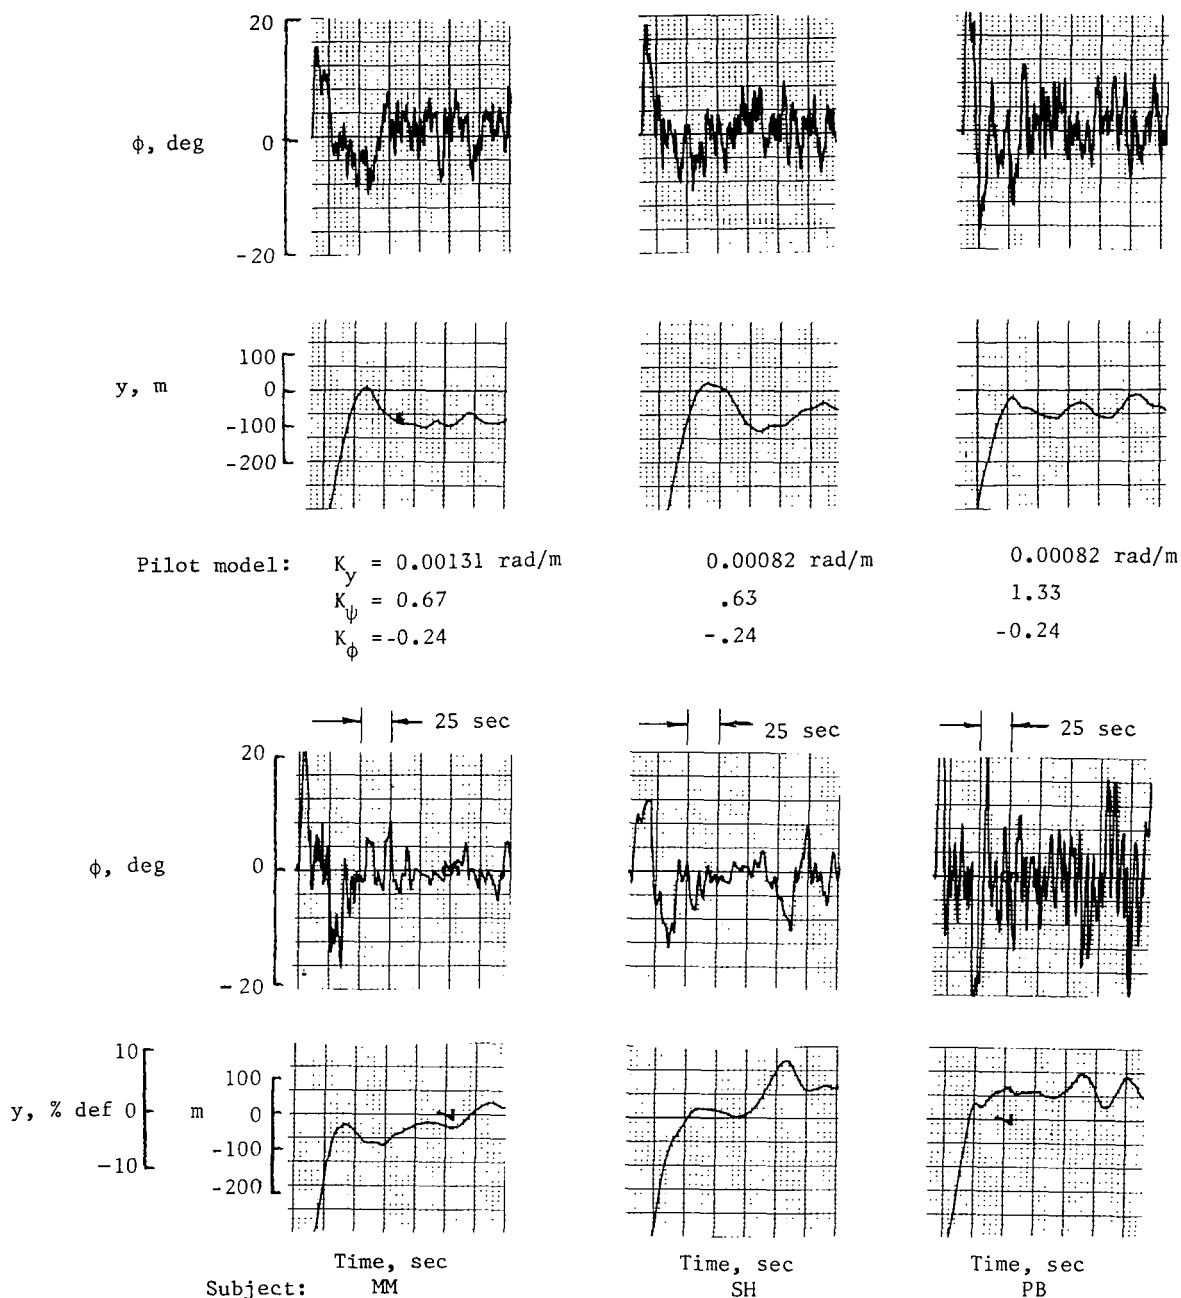 20
ϕ, deg
0
-20
100
y, m
0
-100
-200
Pilot model: K_y = 0.00131 rad/m 0.00082 rad/m 0.00082 rad/m
K_ψ = 0.67 .63 1.33
K_ϕ = -0.24 -.24 -0.24
25 sec 25 sec 25 sec
20
ϕ, deg
0
-20
10
100
y, % def 0 m 0
-100
-10
-200
Time, sec Time, sec Time, sec
Subject: MM SH PB